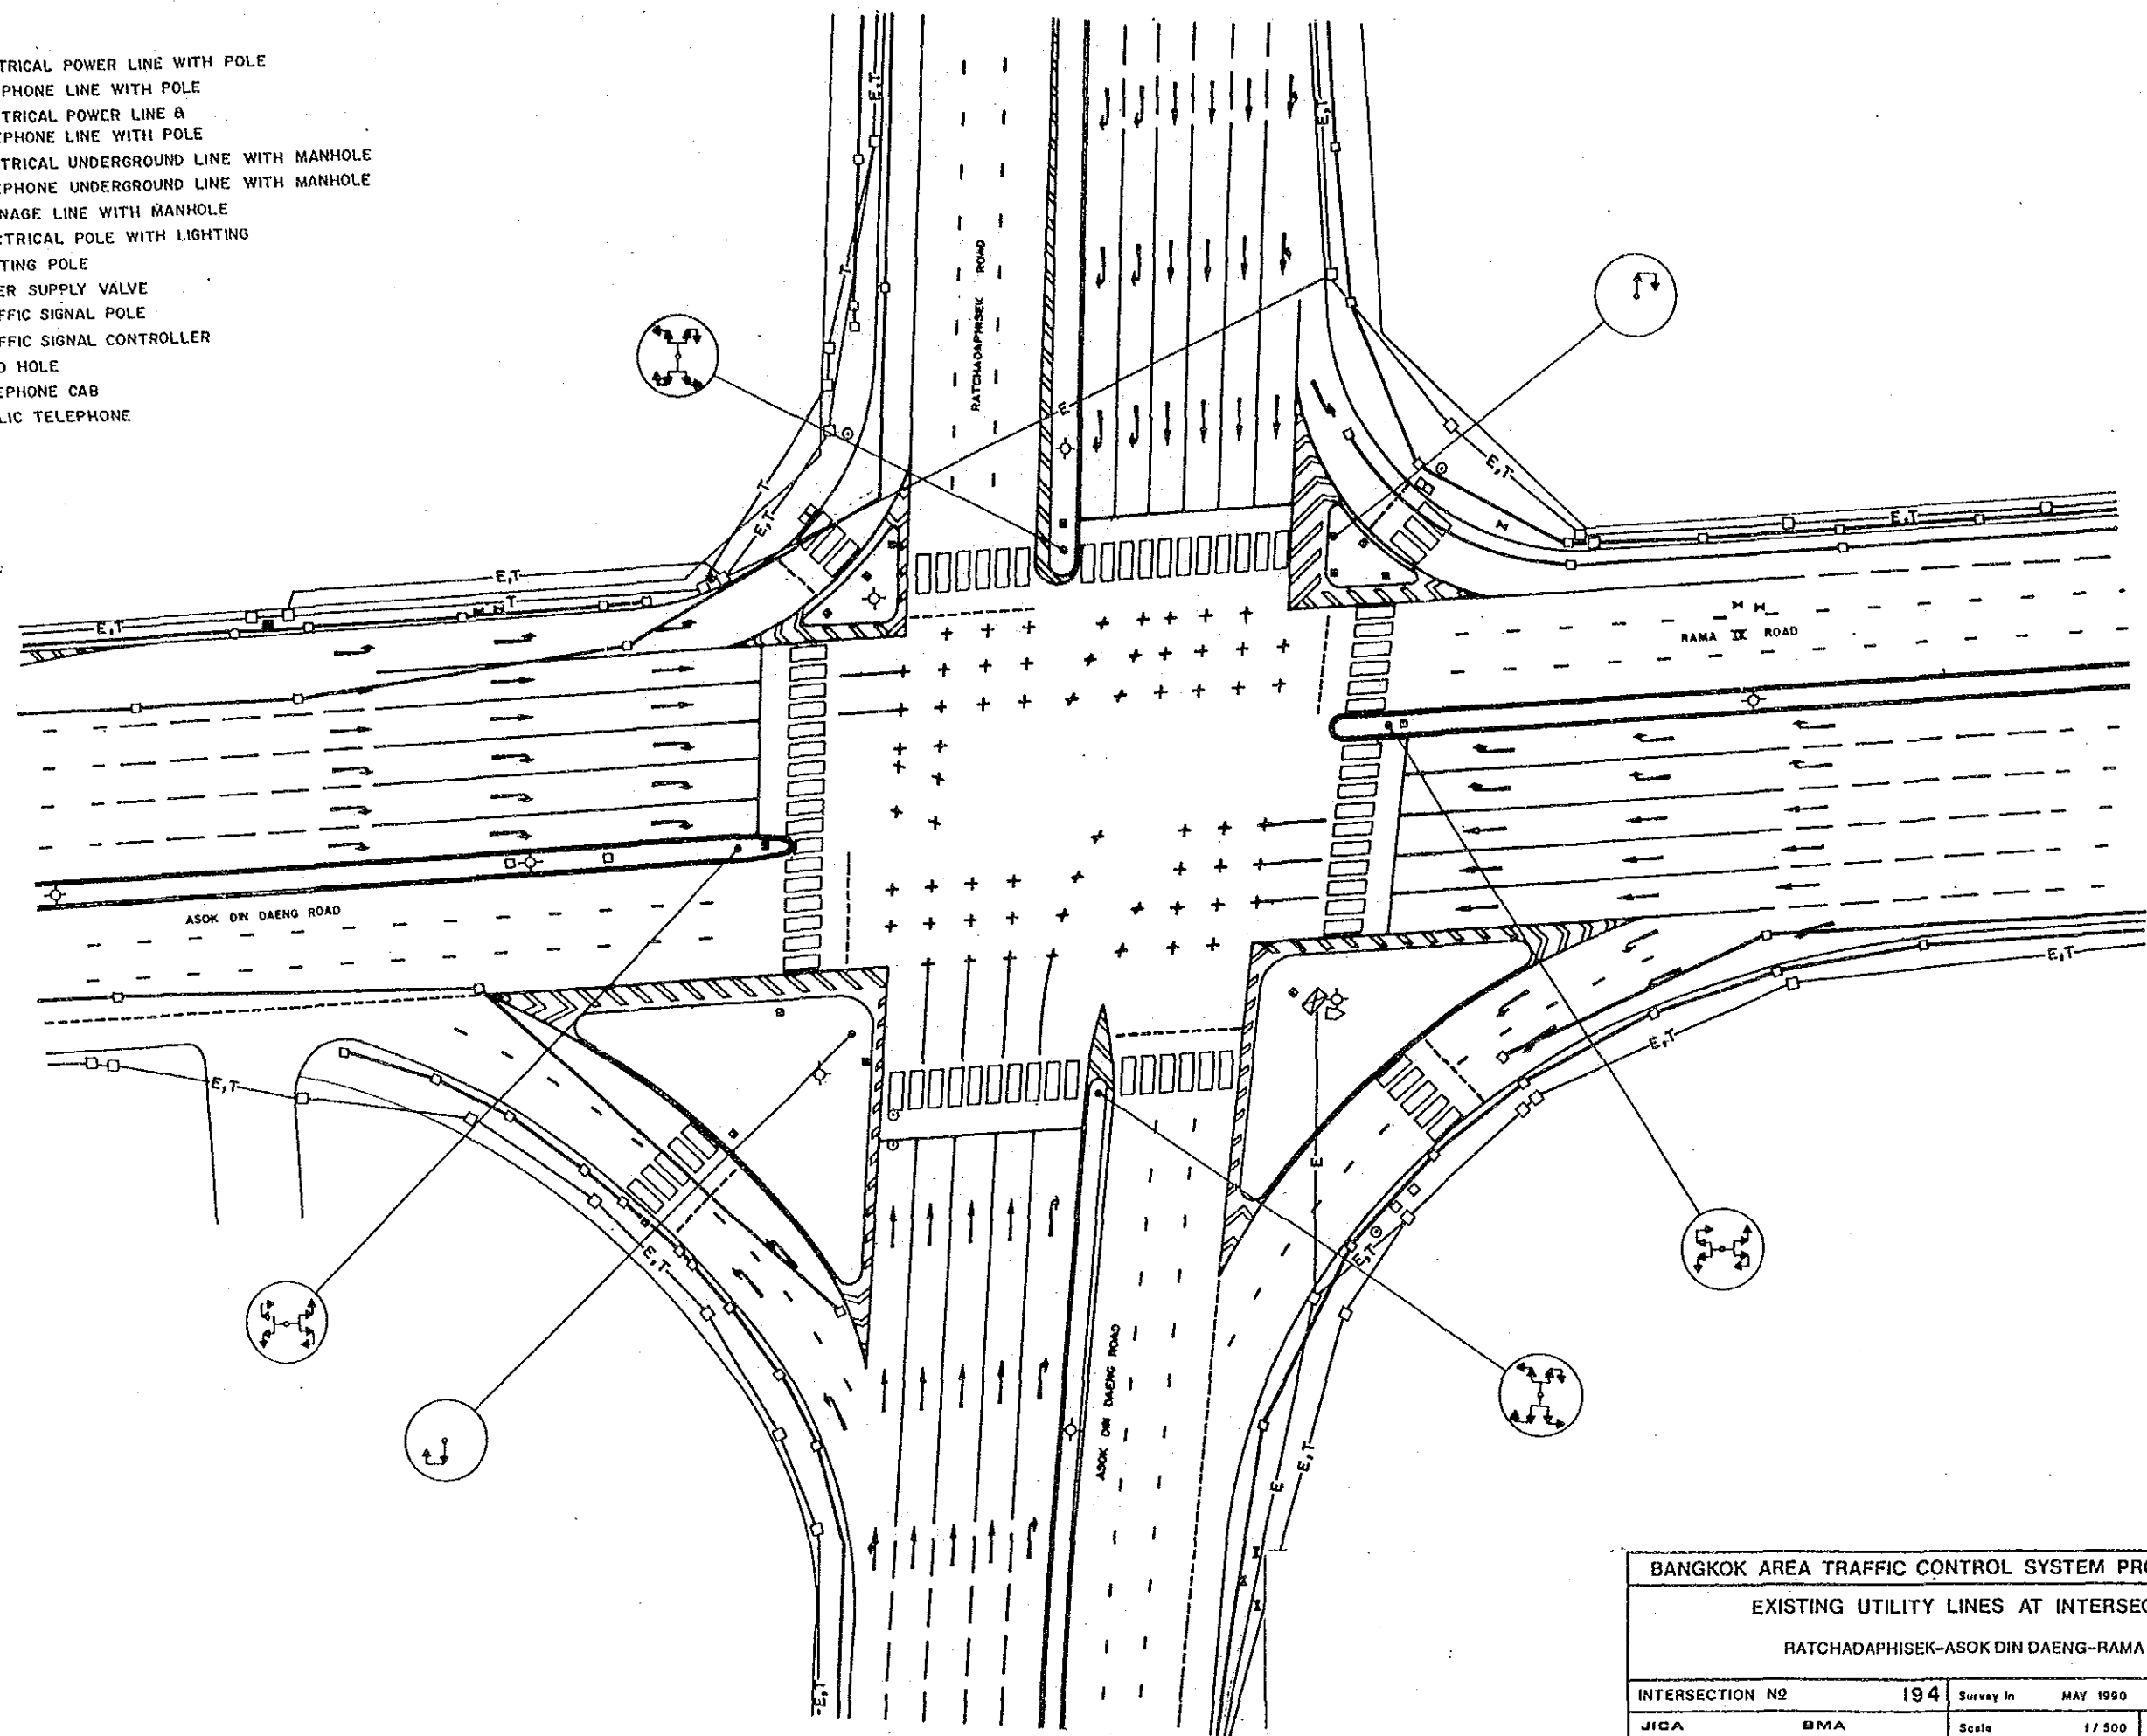 TRICAL POWER LINE WITH POLE
PHONE LINE WITH POLE
TRICAL POWER LINE &
PHONE LINE WITH POLE
TRICAL UNDERGROUND LINE WITH MANHOLE
PHONE UNDERGROUND LINE WITH MANHOLE
NAGE LINE WITH MANHOLE
TRICAL POLE WITH LIGHTING
TING POLE
ER SUPPLY VALVE
FFIC SIGNAL POLE
FFIC SIGNAL CONTROLLER
D HOLE
EPHONE CAB
LIC TELEPHONE
E,T
E,T
T
RATCHADAPHISEK ROAD
E
T
E,T
E,T
E,T
E,T
T
E,T
E,T
RAMA IX ROAD
ASOK DIN DAENG ROAD
E,T
E,T
E,T
E
E,T
E,T
ASOK DIN DAENG ROAD
E,T
E
E,T
BANGKOK AREA TRAFFIC CONTROL SYSTEM PR
EXISTING UTILITY LINES AT INTERSE
RATCHADAPHISEK-ASOK DIN DAENG-RAMA
INTERSECTION Nº 194 Survey In MAY 1990
JICA BMA Scale 1/500